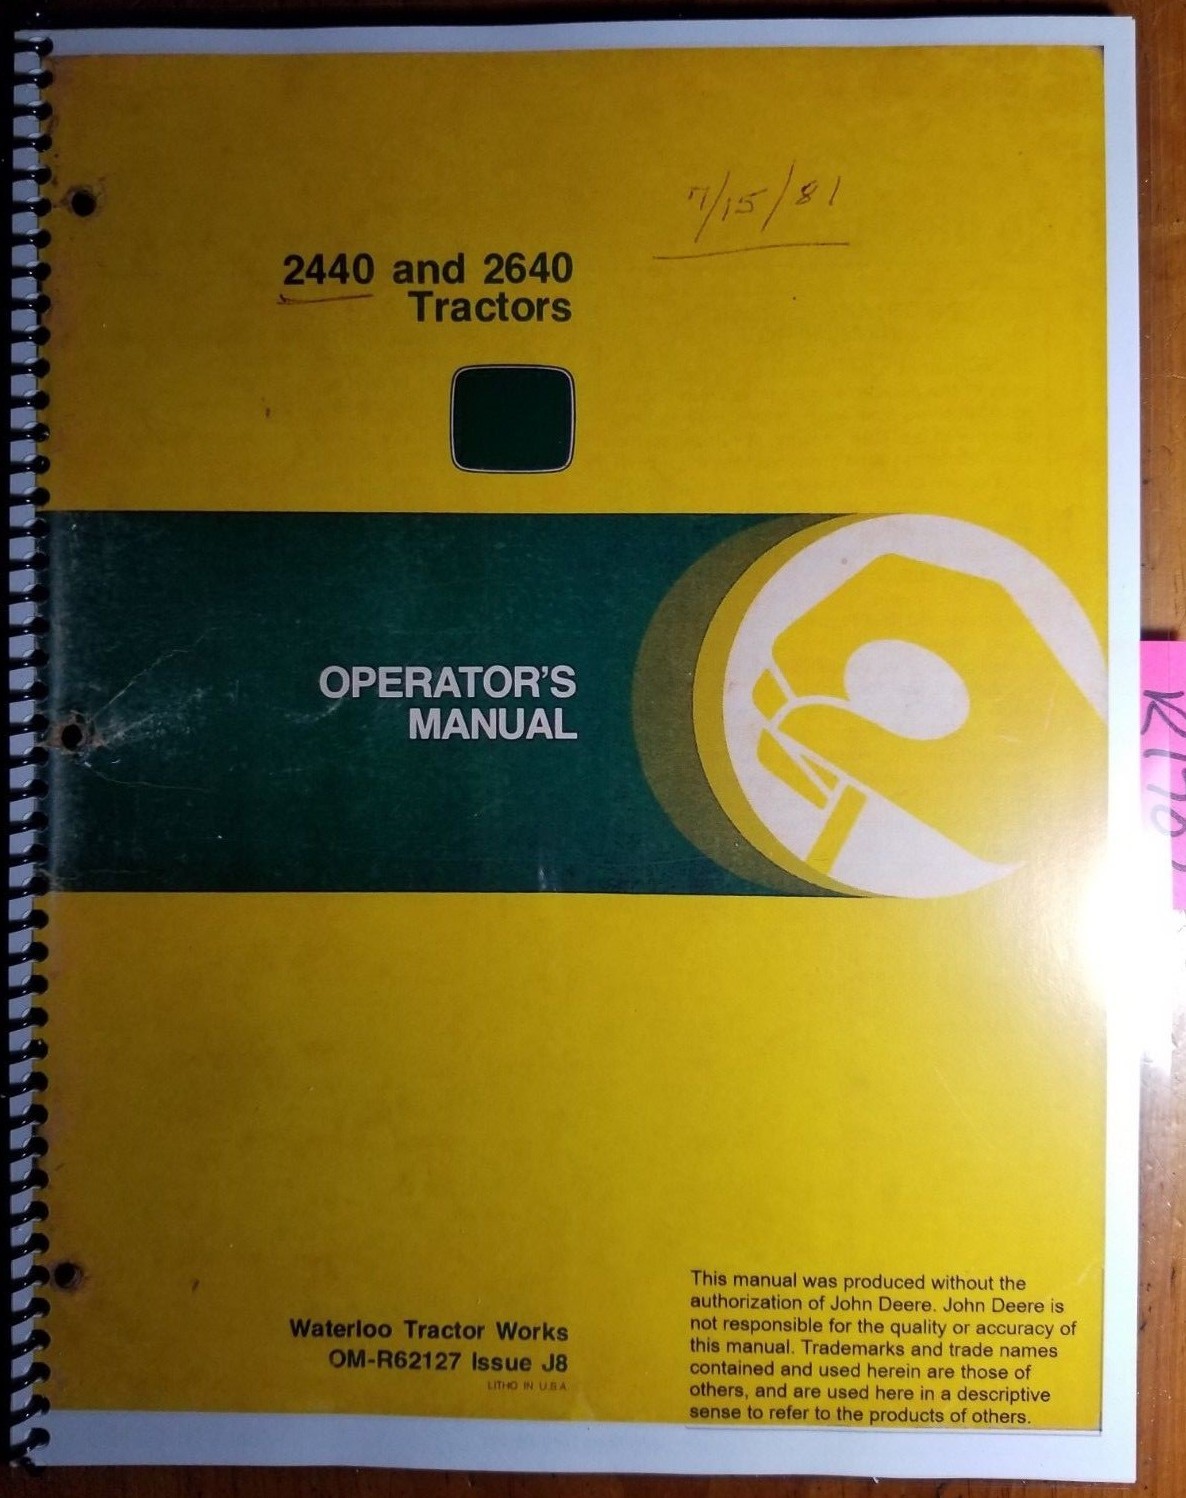 7/15/81
2440 and 2640
Tractors
OPERATOR'S
MANUAL
Waterloo Tractor Works
OM-R62127 Issue J8
LITHO IN U.S.A.
This manual was produced without the
authorization of John Deere. John Deere is
not responsible for the quality or accuracy of
this manual. Trademarks and trade names
contained and used herein are those of
others, and are used here in a descriptive
sense to refer to the products of others.